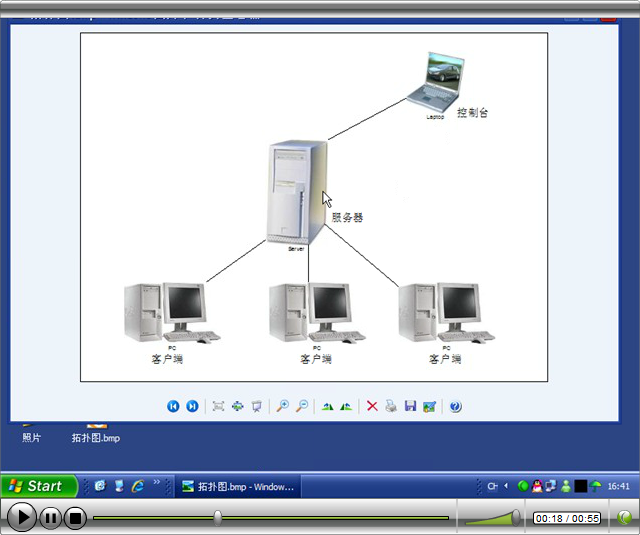 Laptop
控制台
服务器
Server
PC
PC
PC
客户端
客户端
客户端
照片
拓扑图.bmp
Start
拓扑图.bmp - Window...
CH
16:41
00:18 / 00:55